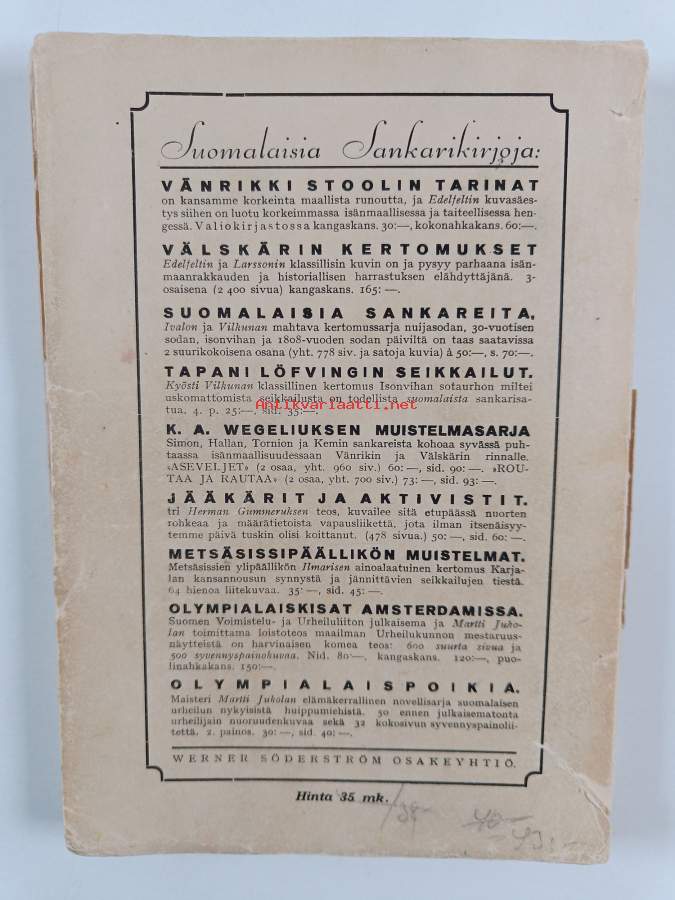 Suomalaisia Sankarikirjoja:
VÄNRIKKI STOOLIN TARINAT
on kansamme korkeinta maallista runoutta, ja Edelfeltin kuvasäes-
tys siihen on luotu korkeimmassa isänmaallisessa ja taiteellisessa hen-
gessä. Valiokirjastossa kangaskans. 30:—, kokonahkakans. 60:—.
VÄLSKÄRIN KERTOMUKSET
Edelfeltin ja Larssonin klassillisin kuvin on ja pysyy parhaana isän-
maanrakkauden ja historiallisen harrastuksen elähdyttäjänä. 3-
osaisena (2 400 sivua) kangaskans. 165: —.
SUOMALAISIA SANKAREITA,
Ivalon ja Vilkunan mahtava kertomussarja nuijasodan, 30-vuotisen
sodan, isonvihan ja 1808-vuoden sodan päiviltä on taas saatavissa
2 suurikokoisena osana (yht. 778 siv. ja satoja kuvia) à 50:—, s. 70:—.
TAPANI LÖFVINGIN SEIKKAILUT.
Kyösti Vilkunan klassillinen kertomus Isonvihan sotaurhon miltei
uskomattomista seikkailuista on todellista suomalaista sankarisa-
tua. 4. p. 25:—, sid. 35:—.
Antikvariaatti.net
K. A. WEGELIUKSEN MUISTELMASARJA
Simon, Hallan, Tornion ja Kemin sankareista kohoaa syvässä puh-
taassa isänmaallisuudessaan Vänrikin ja Välskärin rinnalle.
»ASEVELJET» (2 osaa, yht. 960 siv.) 60: —, sid. 90: —. »ROU-
TAA JA RAUTAA» (2 osaa, yht. 700 siv.) 73: —, sid. 93: —.
JÄÄKÄRIT JA AKTIVISTIT.
tri Herman Gummeruksen teos, kuvailee sitä etupäässä nuorten
rohkeaa ja määrätietoista vapausliikettä, jota ilman itsenäisyy-
temme päivä tuskin olisi koittanut. (478 sivua.) 50: —, sid. 60: —.
METSÄSISSIPÄÄLLIKÖN MUISTELMAT.
Metsäsissien ylipäällikön Ilmarisen ainoalaatuinen kertomus Karja-
lan kansannousun synnystä ja jännittävien seikkailujen tiestä.
64 hienoa liitekuvaa. 35: —, sid. 45: —.
OLYMPIALAISKISAT AMSTERDAMISSA.
Suomen Voimistelu- ja Urheiluliiton julkaisema ja Martti Juko-
lan toimittama loistoteos maailman Urheilukunnon mestaruus-
näytteistä on harvinaisen komea teos: 600 suurta sivua ja
500 syvennyspainokuvaa. Nid. 80:—, kangaskans. 120:—, puo-
linahkakans. 150:—.
OLYMPIALAISPOIKIA.
Maisteri Martti Jukolan elämäkerrallinen novellisarja suomalaisen
urheilun nykyisistä huippumiehistä. 50 ennen julkaisematonta
urheilijain nuoruudenkuvaa sekä 32 kokosivun syvennyspainolii-
tettä. 2. painos. 30: —, sid. 40: —.
WERNER SÖDERSTRÖM OSAKEYHTIÖ.
Hinta 35 mk.